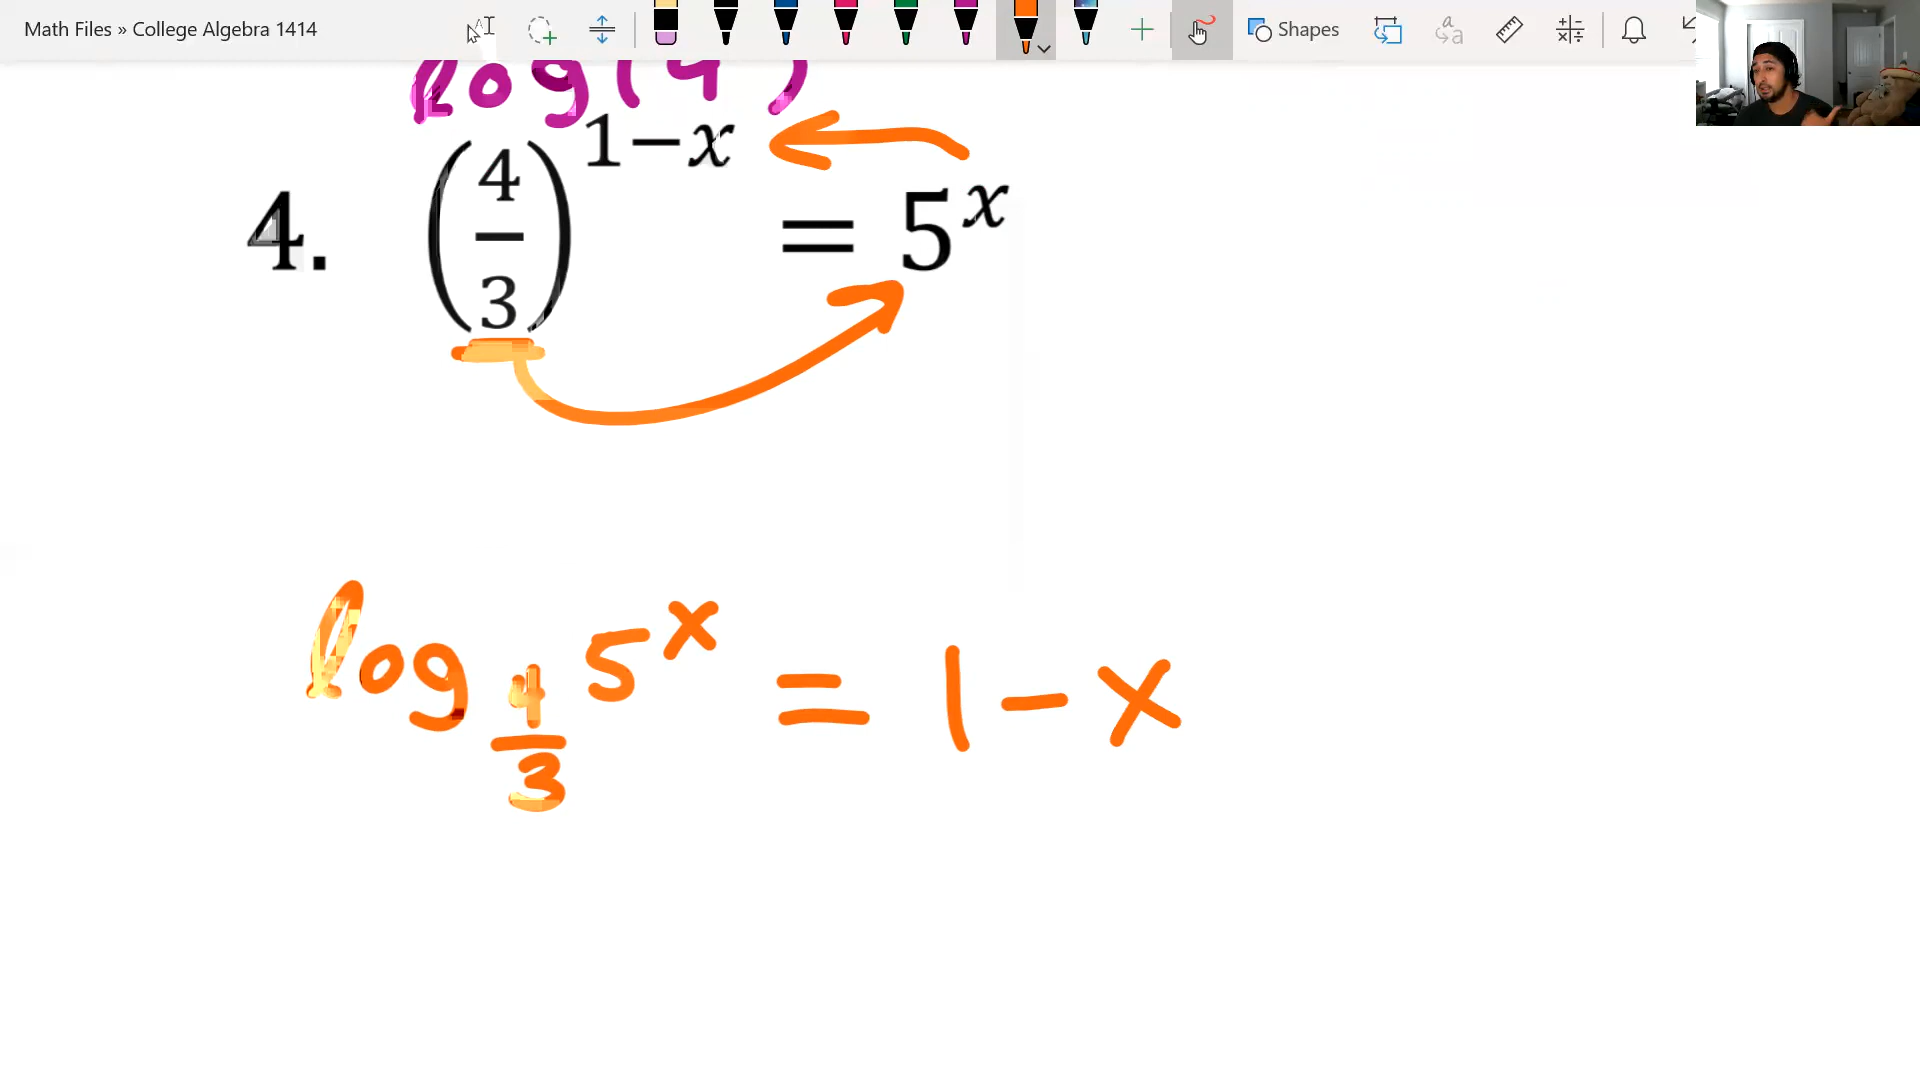 Math Files » College Algebra 1414
Shapes
log(4)
4. (4/3)^{1−x} = 5^x
log_{4/3} 5^x = 1 − x